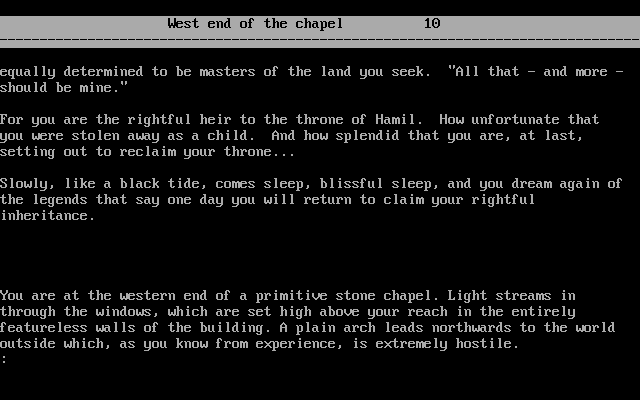 West end of the chapel 10
equally determined to be masters of the land you seek. "All that - and more -
should be mine."
For you are the rightful heir to the throne of Hamil. How unfortunate that
you were stolen away as a child. And how splendid that you are, at last,
setting out to reclaim your throne...
Slowly, like a black tide, comes sleep, blissful sleep, and you dream again of
the legends that say one day you will return to claim your rightful
inheritance.
You are at the western end of a primitive stone chapel. Light streams in
through the windows, which are set high above your reach in the entirely
featureless walls of the building. A plain arch leads northwards to the world
outside which, as you know from experience, is extremely hostile.
: